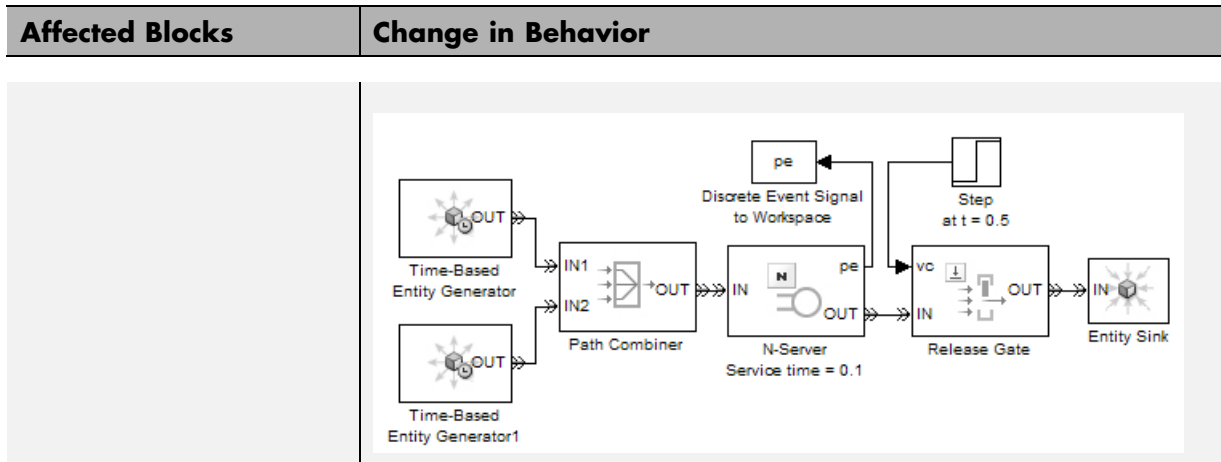 Affected Blocks
Change in Behavior
pe
Discrete Event Signal
to Workspace
Step
at t = 0.5
OUT
Time-Based
Entity Generator
IN1
IN2
OUT
Path Combiner
IN
N
pe
OUT
N-Server
Service time = 0.1
vc
IN
OUT
Release Gate
IN
Entity Sink
OUT
Time-Based
Entity Generator1